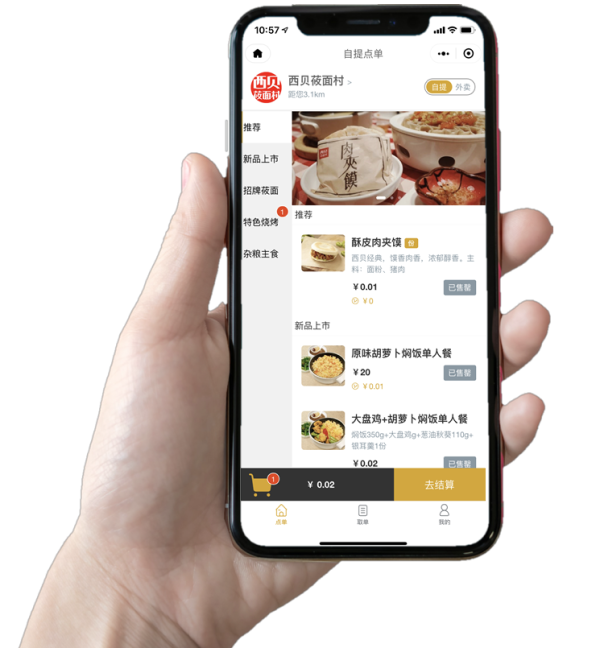 10:57
自提点单
西贝
莜面村
西贝莜面村 >
距您3.1km
自提 外卖
推荐
新品上市
招牌莜面
特色烧烤
1
杂粮主食
肉夹馍
推荐
酥皮肉夹馍 份
西贝经典，馍香肉香，浓郁醇香，主
料：面粉、猪肉
¥0.01
已售罄
¥0
新品上市
原味胡萝卜焖饭单人餐
¥20
已售罄
¥0.01
大盘鸡+胡萝卜焖饭单人餐
焖饭350g+大盘鸡g+葱油秋葵110g+
银耳羹1份
¥0.02
已售罄
1
¥ 0.02
去结算
点单
取单
我的